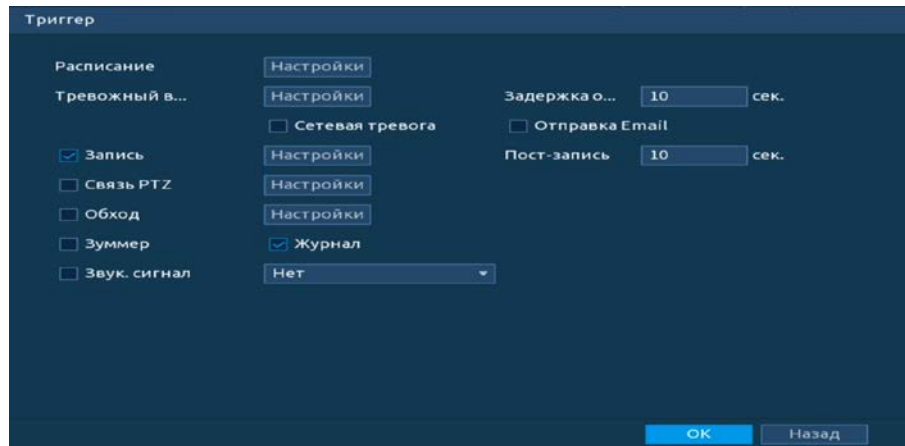 Триггер
Расписание Настройки
Тревожный в... Настройки Задержка о... 10 сек.
Сетевая тревога Отправка Email
Запись Настройки Пост-запись 10 сек.
Связь PTZ Настройки
Обход Настройки
Зуммер Журнал
Звук. сигнал Нет
OK Назад